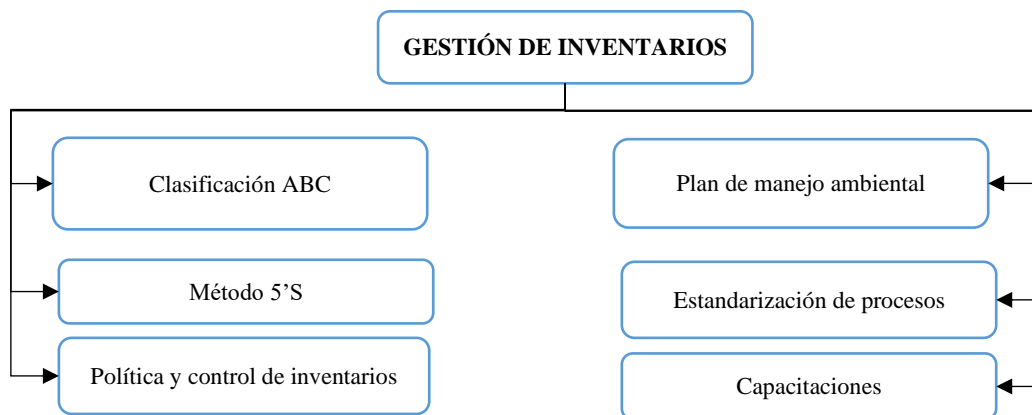 GESTIÓN DE INVENTARIOS
Clasificación ABC
Método 5’S
Política y control de inventarios
Plan de manejo ambiental
Estandarización de procesos
Capacitaciones